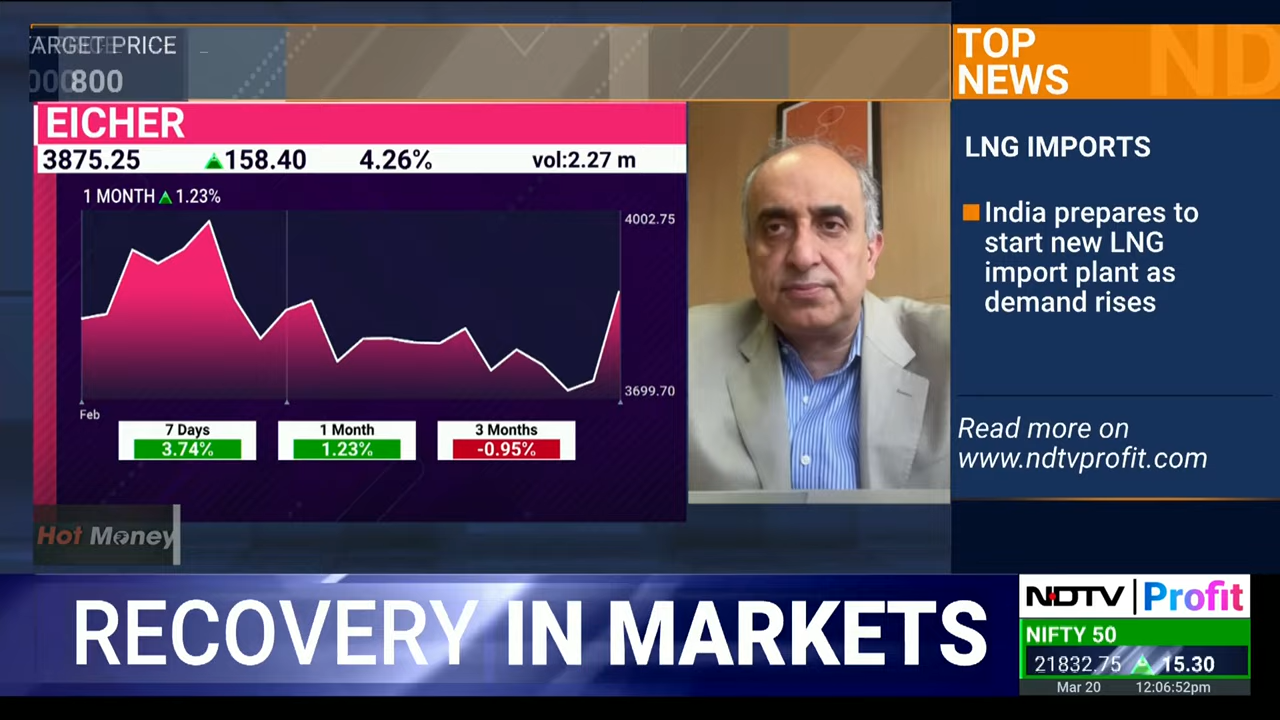 ARGET PRICE
800
EICHER
3875.25 158.40 4.26% vol:2.27 m
1 MONTH 1.23%
4002.75
3699.70
Feb
7 Days
3.74%
1 Month
1.23%
3 Months
-0.95%
Hot Money
TOP
NEWS
LNG IMPORTS
India prepares to
start new LNG
import plant as
demand rises
Read more on
www.ndtvprofit.com
RECOVERY IN MARKETS
NDTV Profit
NIFTY 50
21832.75 15.30
Mar 20 12:06:52pm